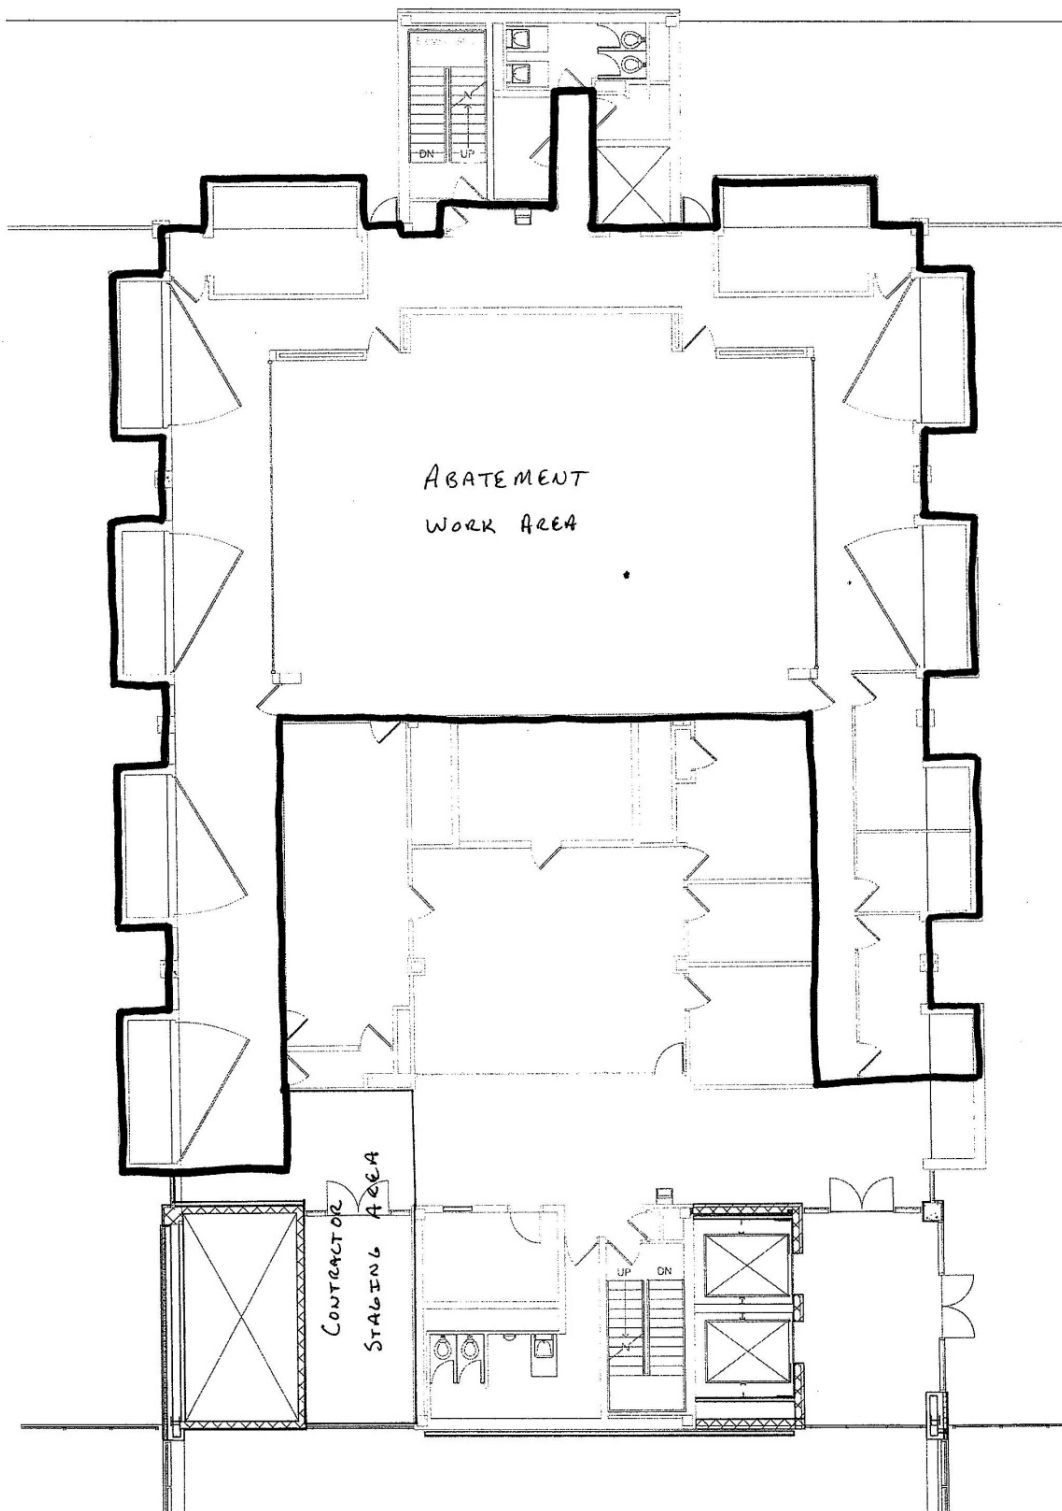 DN UP
ABATEMENT
WORK AREA
CONTRACTOR
STAGING AREA
UP DN